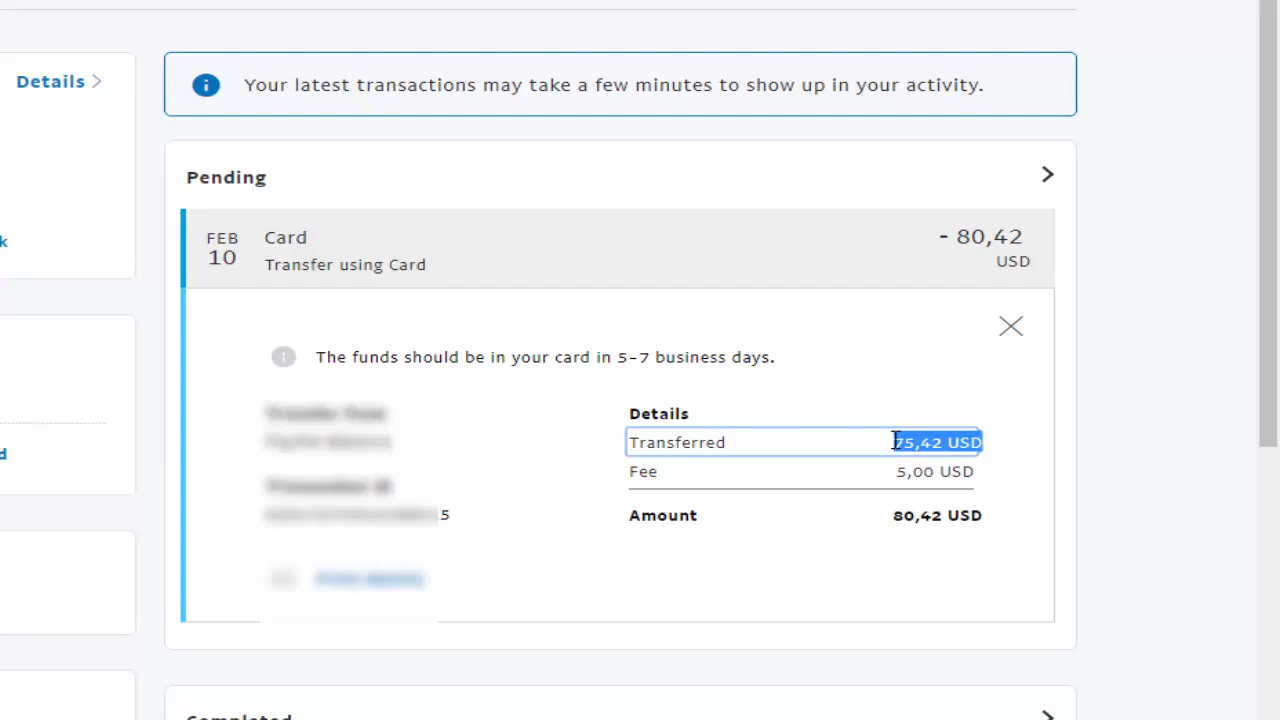 Details
Your latest transactions may take a few minutes to show up in your activity.
Pending
FEB
10
Card
Transfer using Card
- 80,42
USD
The funds should be in your card in 5-7 business days.
Details
Transferred 75,42 USD
Fee 5,00 USD
5
Amount 80,42 USD
Completed